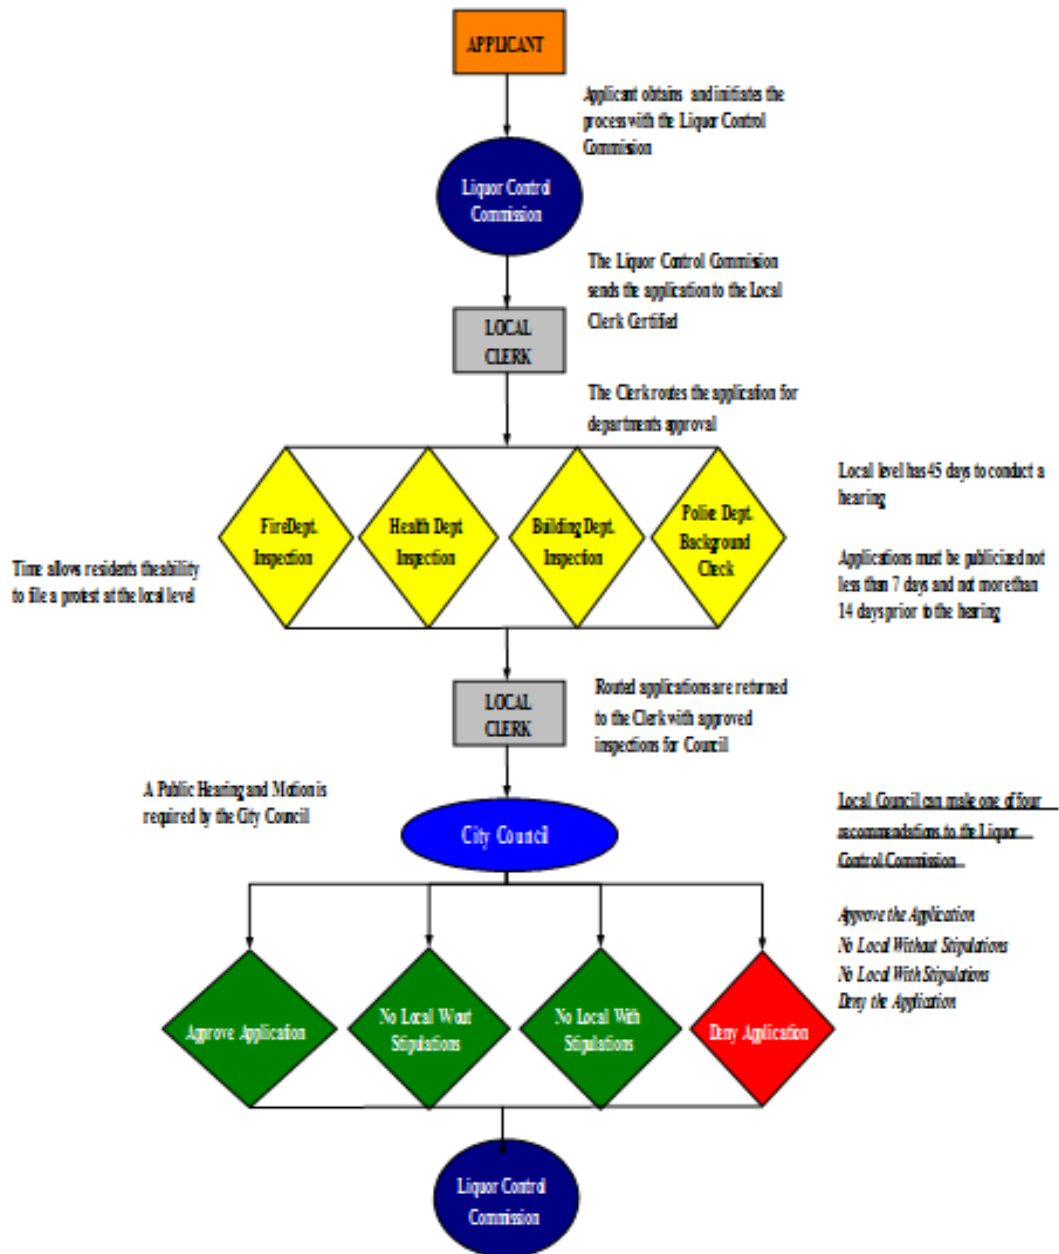 APPLICANT
Applicant obtains and initiates the
process with the Liquor Control
Commission
Liquor Control
Commission
The Liquor Control Commission
sends the application to the Local
Clerk Certified
LOCAL
CLERK
The Clerk routes the application for
departments approval
Fire Dept.
Inspection
Health Dept.
Inspection
Building Dept.
Inspection
Police Dept.
Background
Check
Local level has 45 days to conduct a
hearing
Applications must be publicized not
less than 7 days and not more than
14 days prior to the hearing
Time allows residents the ability
to file a protest at the local level
LOCAL
CLERK
Routed applications are returned
to the Clerk with approved
inspections for Council
A Public Hearing and Motion is
required by the City Council
City Council
Local Council can make one of four
recommendations to the Liquor
Control Commission
Approve the Application
No Local Without Stipulations
No Local With Stipulations
Deny the Application
Approve Application
No Local Wout
Stipulations
No Local With
Stipulations
Deny Application
Liquor Control
Commission